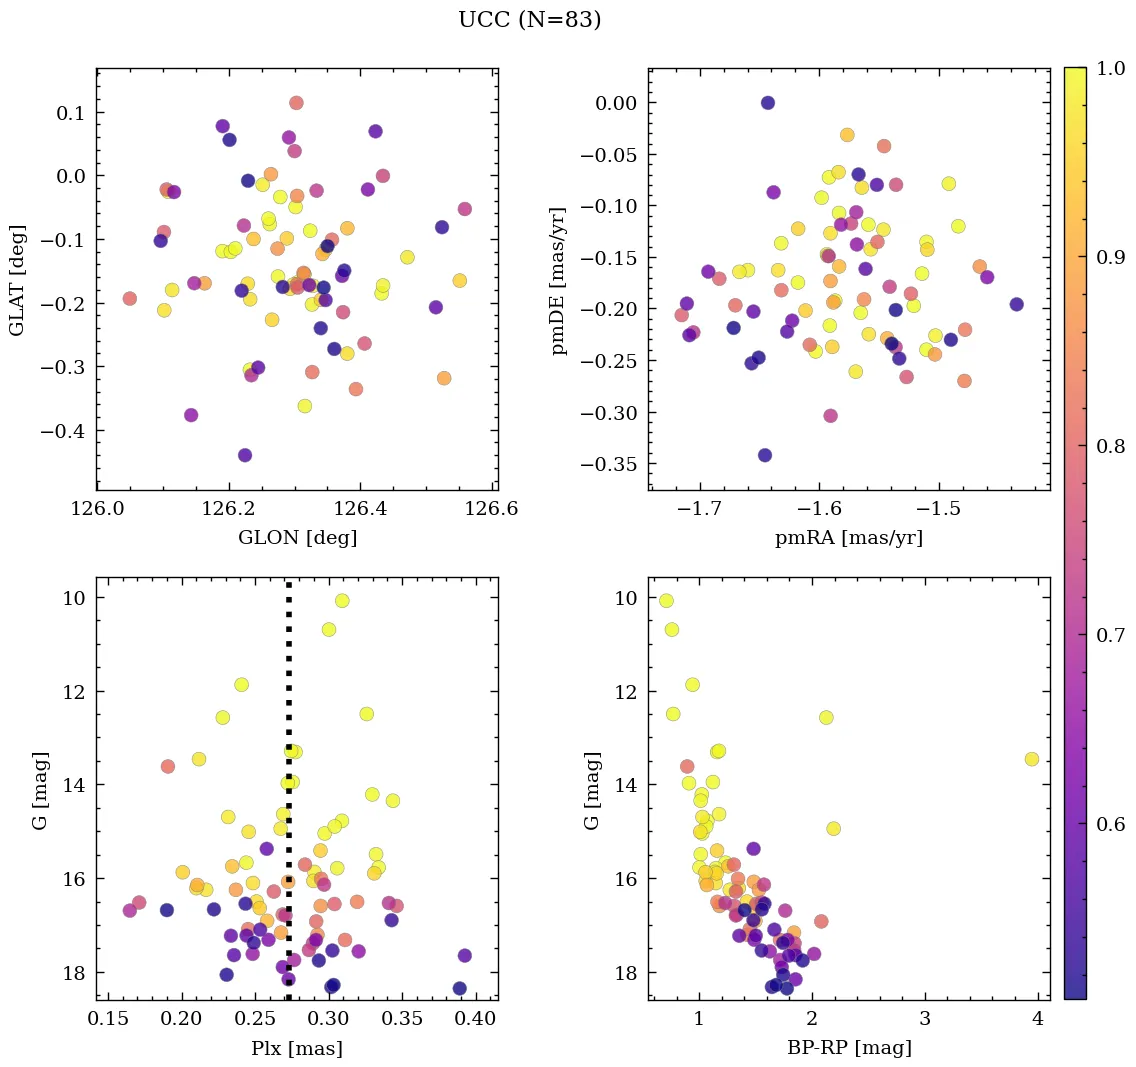 UCC (N=83)
0.1
0.0
−0.1
−0.2
−0.3
−0.4
GLAT [deg]
126.0 126.2 126.4 126.6
GLON [deg]
0.00
−0.05
−0.10
−0.15
−0.20
−0.25
−0.30
−0.35
pmDE [mas/yr]
−1.7 −1.6 −1.5
pmRA [mas/yr]
1.0
0.9
0.8
0.7
0.6
10
12
14
16
18
G [mag]
0.15 0.20 0.25 0.30 0.35 0.40
Plx [mas]
10
12
14
16
18
G [mag]
1 2 3 4
BP-RP [mag]